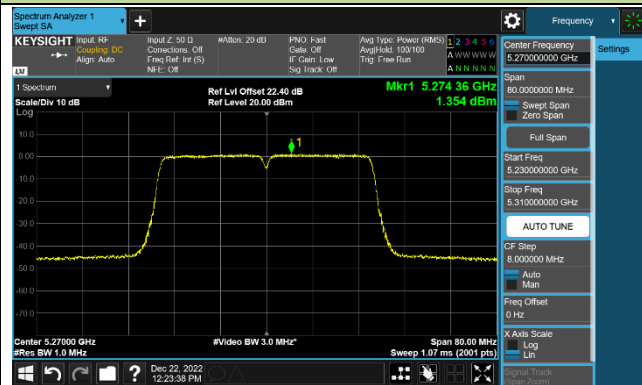 Spectrum Analyzer 1
Swept SA
+
Frequency
KEYSIGHT
Input: RF
Coupling: DC
Align: Auto
Input Z: 50 Ω
Corrections: Off
Freq Ref: Int (S)
NFE: Off
#Atten: 20 dB
PNO: Fast
Gate: Off
IF Gain: Low
Sig Track: Off
Avg Type: Power (RMS)
Avg|Hold: 100/100
Trig: Free Run
1 2 3 4 5 6
A W W W W W
A N N N N N
LXI
1 Spectrum
Scale/Div 10 dB
Log
Ref Lvl Offset 22.40 dB
Ref Level 20.00 dBm
Mkr1 5.274 36 GHz
1.354 dBm
1
10.0
0.00
-10.0
-20.0
-30.0
-40.0
-50.0
-60.0
-70.0
Center 5.27000 GHz
#Res BW 1.0 MHz
#Video BW 3.0 MHz*
Span 80.00 MHz
Sweep 1.07 ms (2001 pts)
Center Frequency
5.270000000 GHz
Settings
Span
80.0000000 MHz
Swept Span
Zero Span
Full Span
Start Freq
5.230000000 GHz
Stop Freq
5.310000000 GHz
AUTO TUNE
CF Step
8.000000 MHz
Auto
Man
Freq Offset
0 Hz
X Axis Scale
Log
Lin
Signal Track
(Span Zoom)
?
Dec 22, 2022
12:23:38 PM